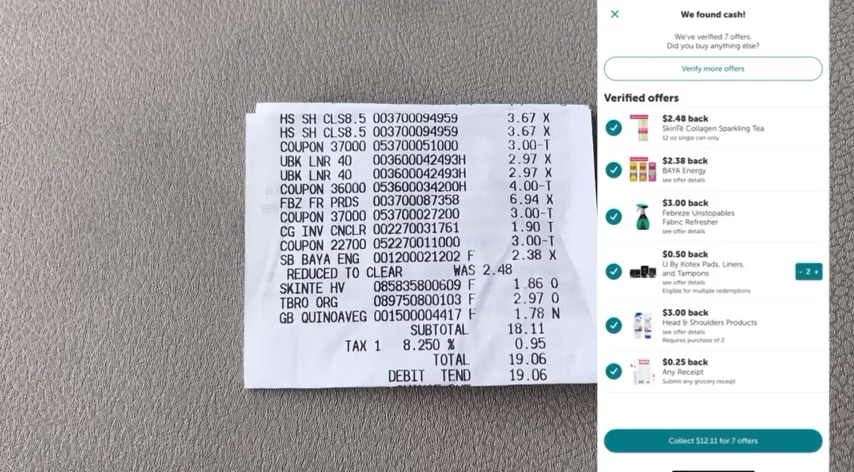 HS SH CLS8.5 003700094959 3.67 X
HS SH CLS8.5 003700094959 3.67 X
COUPON 37000 053700051000 3.00-T
UBK LNR 40 003600042493H 2.97 X
UBK LNR 40 003600042493H 2.97 X
COUPON 36000 053600034200H 4.00-T
FBZ FR PRDS 003700087358 6.94 X
COUPON 37000 053700027200 3.00-T
CG INV CNCLR 002270031761 1.90 T
COUPON 22700 052270011000 3.00-T
SB BAYA ENG 001200021202 F 2.38 X
REDUCED TO CLEAR WAS 2.48
SKINTE HV 085835800609 F 1.86 O
TBRO ORG 089750800103 F 2.97 O
GB QUINOAVEG 001500004417 F 1.78 N
SUBTOTAL 18.11
TAX 1 8.250 % 0.95
TOTAL 19.06
DEBIT TEND 19.06
We found cash!
We've verified 7 offers.
Did you buy anything else?
Verify more offers
Verified offers
$2.48 back
SkinTē Collagen Sparkling Tea
12 oz single can only
$2.38 back
BAYA Energy
see offer details
$3.00 back
Febreze Unstopables
Fabric Refresher
see offer details
$0.50 back
U By Kotex Pads, Liners,
and Tampons
see offer details
Eligible for multiple redemptions
- 2 +
$3.00 back
Head & Shoulders Products
see offer details
Requires purchase of 2
$0.25 back
Any Receipt
Submit any grocery receipt
Collect $12.11 for 7 offers